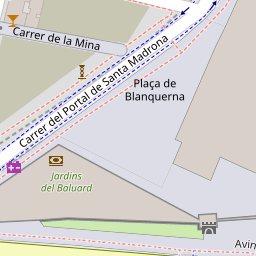 Carrer de la Mina
Carrer del Portal de Santa Madrona
Plaça de
Blanquerna
Jardins
del Baluard
Avin